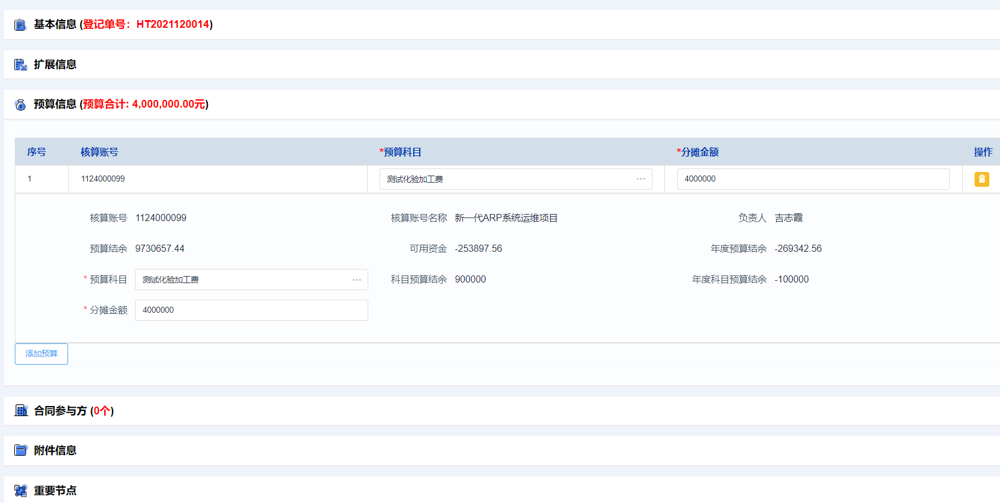 基本信息 (登记单号：HT2021120014)
扩展信息
预算信息 (预算合计: 4,000,000.00元)
序号 核算账号 *预算科目 *分摊金额 操作
1 1124000099 测试化验加工费 ··· 4000000
核算账号 1124000099 核算账号名称 新一代ARP系统运维项目 负责人 吉志霞
预算结余 9730657.44 可用资金 -253897.56 年度预算结余 -269342.56
* 预算科目 测试化验加工费 ··· 科目预算结余 900000 年度科目预算结余 -100000
* 分摊金额 4000000
添加预算
合同参与方 (0个)
附件信息
重要节点